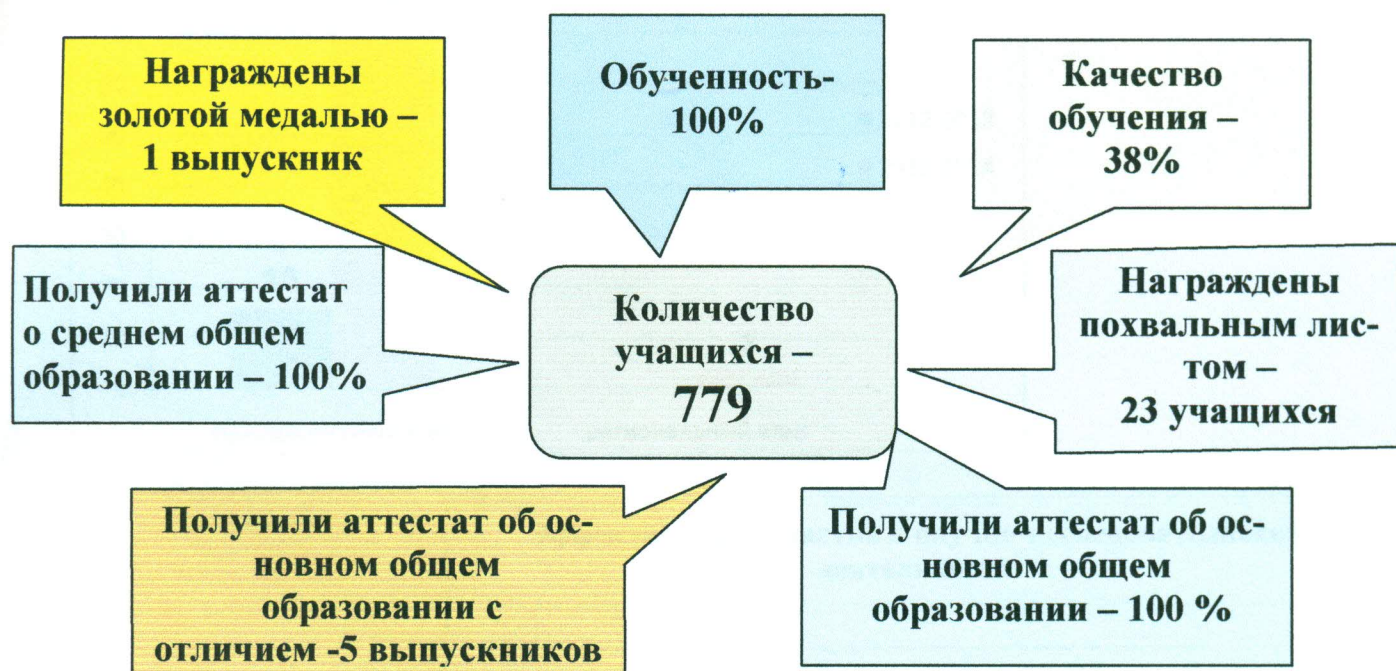 Награждены
золотой медалью –
1 выпускник
Обученность-
100%
Качество
обучения –
38%
Получили аттестат
о среднем общем
образовании – 100%
Количество
учащихся –
779
Награждены
похвальным лис-
том –
23 учащихся
Получили аттестат об ос-
новном общем
образовании с
отличием -5 выпускников
Получили аттестат об ос-
новном общем
образовании – 100 %